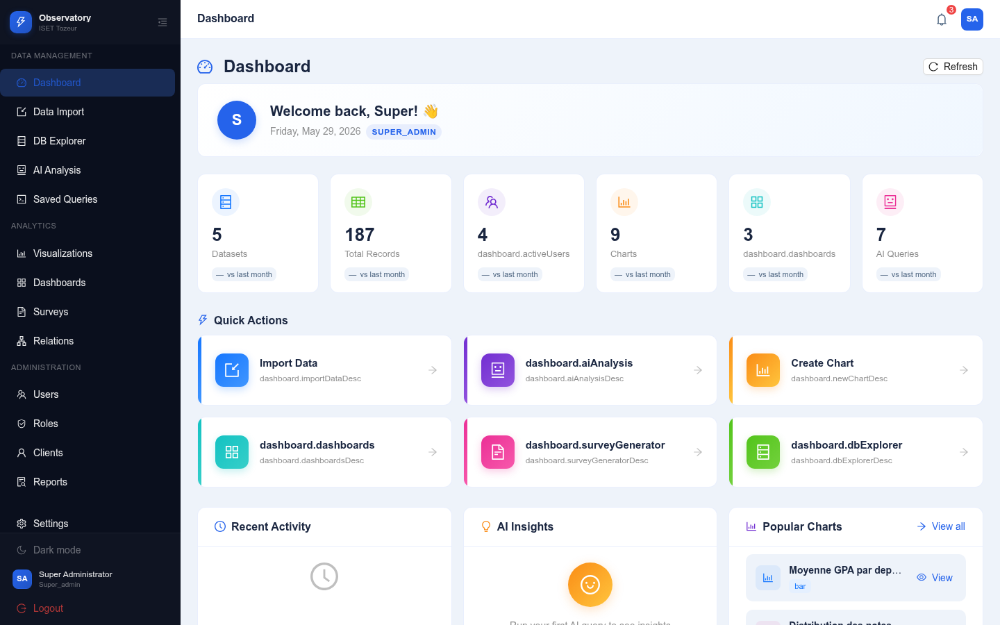 Observatory
ISET Tozeur
DATA MANAGEMENT
Dashboard
Data Import
DB Explorer
AI Analysis
Saved Queries
ANALYTICS
Visualizations
Dashboards
Surveys
Relations
ADMINISTRATION
Users
Roles
Clients
Reports
Settings
Dark mode
SA
Super Administrator
Super_admin
Logout
Dashboard
3
SA
Dashboard
Refresh
S
Welcome back, Super! 👋
Friday, May 29, 2026 SUPER_ADMIN
5
Datasets
— vs last month
187
Total Records
— vs last month
4
dashboard.activeUsers
— vs last month
9
Charts
— vs last month
3
dashboard.dashboards
— vs last month
7
AI Queries
— vs last month
Quick Actions
Import Data
dashboard.importDataDesc
dashboard.aiAnalysis
dashboard.aiAnalysisDesc
Create Chart
dashboard.newChartDesc
dashboard.dashboards
dashboard.dashboardsDesc
dashboard.surveyGenerator
dashboard.surveyGeneratorDesc
dashboard.dbExplorer
dashboard.dbExplorerDesc
Recent Activity
AI Insights
Run your first AI query to see insights
Popular Charts
View all
Moyenne GPA par dep...
bar
View
Distribution des notes